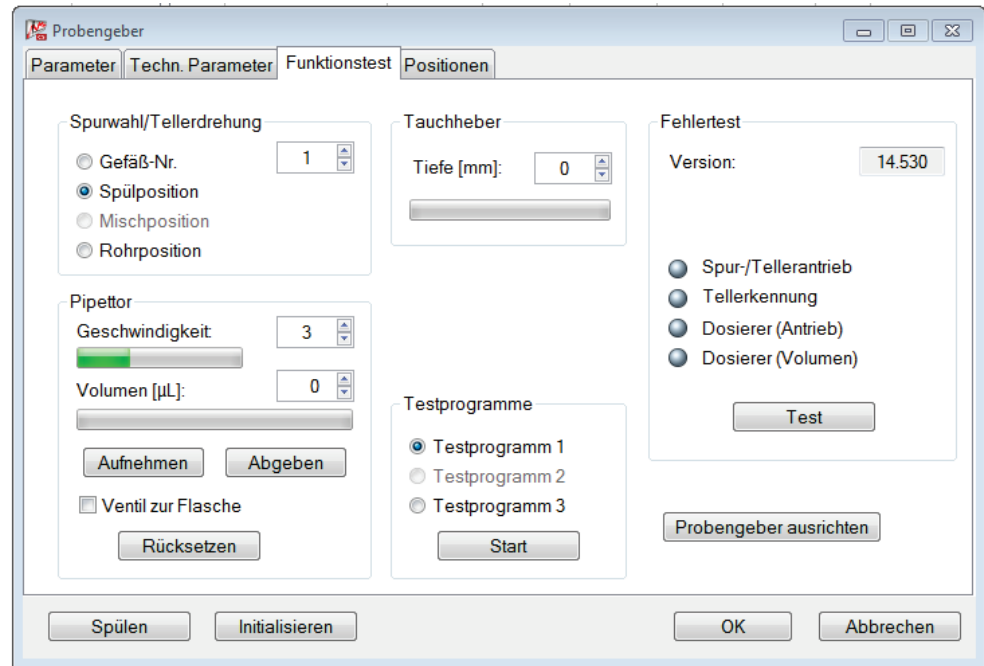 Probengeber
Parameter
Techn. Parameter
Funktionstest
Positionen
Spurwahl/Tellerdrehung
Gefäß-Nr.
1
Spülposition
Mischposition
Rohrposition
Pipettor
Geschwindigkeit:
3
Volumen [µL]:
0
Aufnehmen
Abgeben
Ventil zur Flasche
Rücksetzen
Tauchheber
Tiefe [mm]:
0
Testprogramme
Testprogramm 1
Testprogramm 2
Testprogramm 3
Start
Fehlertest
Version:
14.530
Spur-/Tellerantrieb
Tellerkennung
Dosierer (Antrieb)
Dosierer (Volumen)
Test
Probengeber ausrichten
Spülen
Initialisieren
OK
Abbrechen